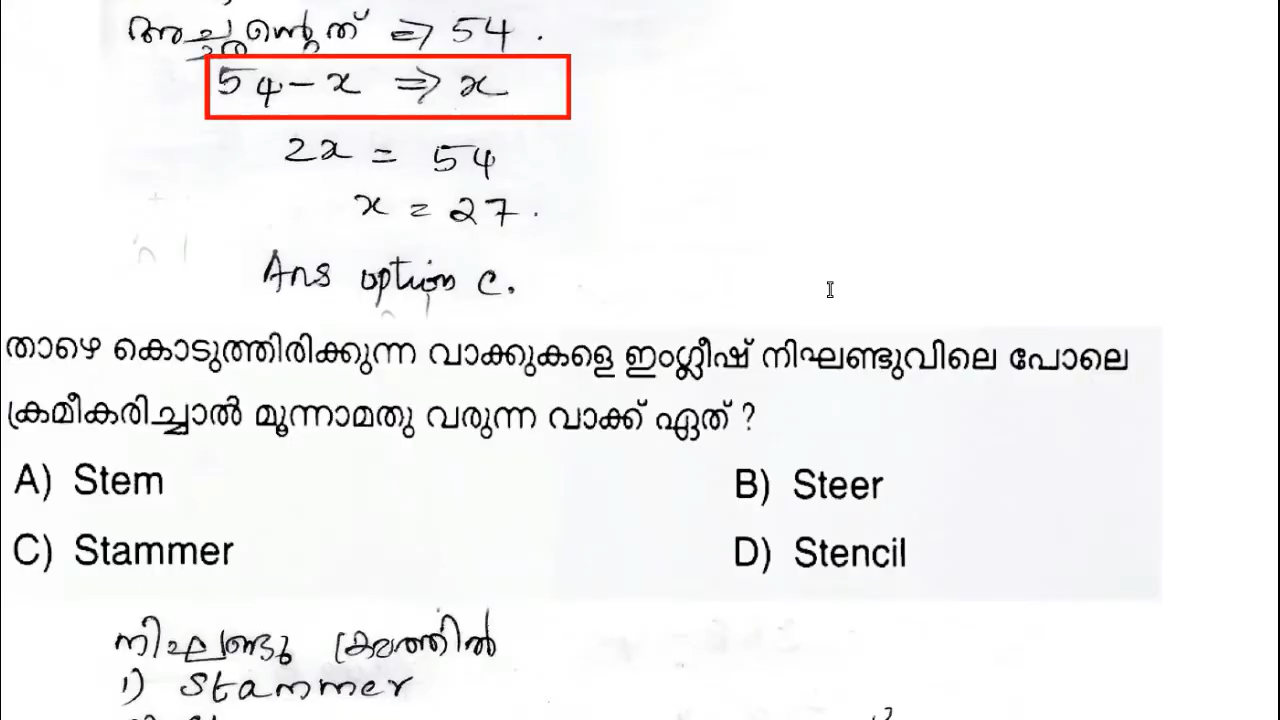 അച്ഛന്റെത് => 54 .
54 - x => x
2x = 54
x = 27 .
Ans option C.
താഴെ കൊടുത്തിരിക്കുന്ന വാക്കുകളെ ഇംഗ്ലീഷ് നിഘണ്ടുവിലെ പോലെ
ക്രമീകരിച്ചാൽ മൂന്നാമതു വരുന്ന വാക്ക് ഏത് ?
A) Stem B) Steer
C) Stammer D) Stencil
നിഘണ്ടു ക്രമത്തിൽ
1) Stammer